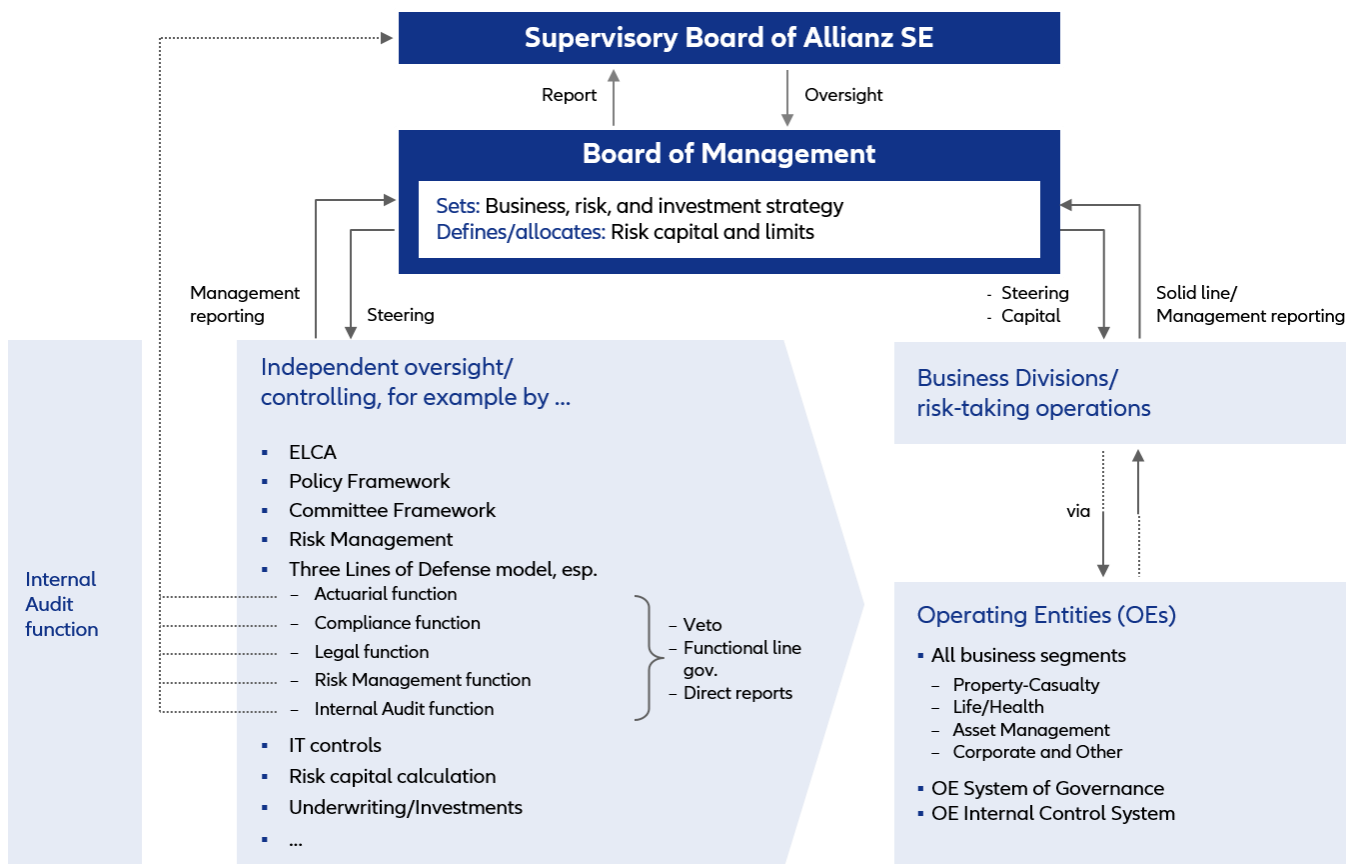 Supervisory Board of Allianz SE
Report
Oversight
Board of Management
Sets: Business, risk, and investment strategy
Defines/allocates: Risk capital and limits
Management
reporting
Steering
- Steering
- Capital
Solid line/
Management reporting
Internal
Audit
function
Independent oversight/
controlling, for example by ...
▪ ELCA
▪ Policy Framework
▪ Committee Framework
▪ Risk Management
▪ Three Lines of Defense model, esp.
– Actuarial function
– Compliance function
– Legal function
– Risk Management function
– Internal Audit function
– Veto
– Functional line
gov.
– Direct reports
▪ IT controls
▪ Risk capital calculation
▪ Underwriting/Investments
▪ ...
Business Divisions/
risk-taking operations
via
Operating Entities (OEs)
▪ All business segments
– Property-Casualty
– Life/Health
– Asset Management
– Corporate and Other
▪ OE System of Governance
▪ OE Internal Control System